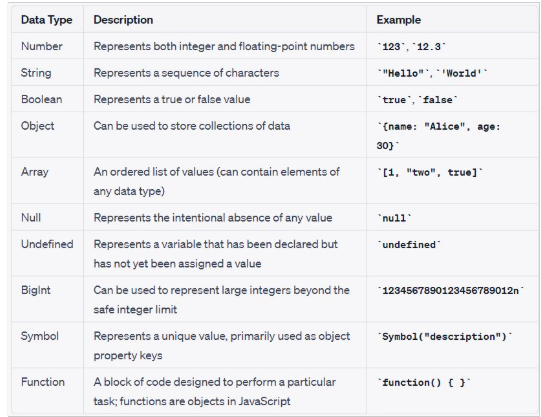 Data Type Description Example
Number Represents both integer and floating-point numbers `123`, `12.3`
String Represents a sequence of characters `"Hello"`, `'World'`
Boolean Represents a true or false value `true`, `false`
Object Can be used to store collections of data `{name: "Alice", age:
30}`
Array An ordered list of values (can contain elements of `[1, "two", true]`
any data type)
Null Represents the intentional absence of any value `null`
Undefined Represents a variable that has been declared but `undefined`
has not yet been assigned a value
BigInt Can be used to represent large integers beyond the `1234567890123456789012n`
safe integer limit
Symbol Represents a unique value, primarily used as object `Symbol("description")`
property keys
Function A block of code designed to perform a particular `function() { }`
task; functions are objects in JavaScript